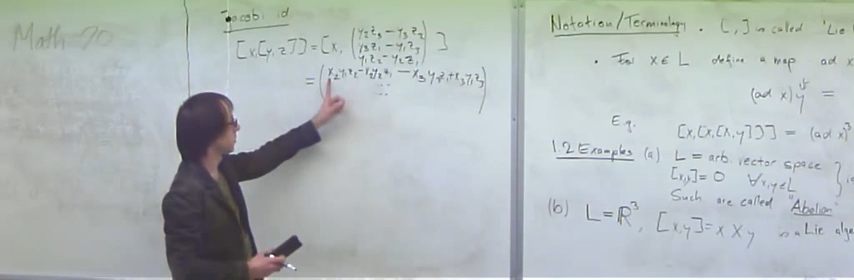 Math 70
Jacobi id
[x,[y,z]] = [x, (y₂z₃ − y₃z₂
y₃z₁ − y₁z₃
y₁z₂ − y₂z₁) ]
= (x₂y₁z₂ − x₂y₂z₁ − x₃y₃z₁ + x₃y₁z₃
Notation/Terminology. [ , ] is called 'Lie
• For x ∈ L define a map ad x
(ad x) y =
E.g. [x,[x,[x,y]]] = (ad x)³
1.2 Examples (a) L = arb. vector space
[x,y] = 0 ∀x,y∈L
Such are called "Abelian"
(b) L = ℝ³, [x,y] = x × y is a Lie alge